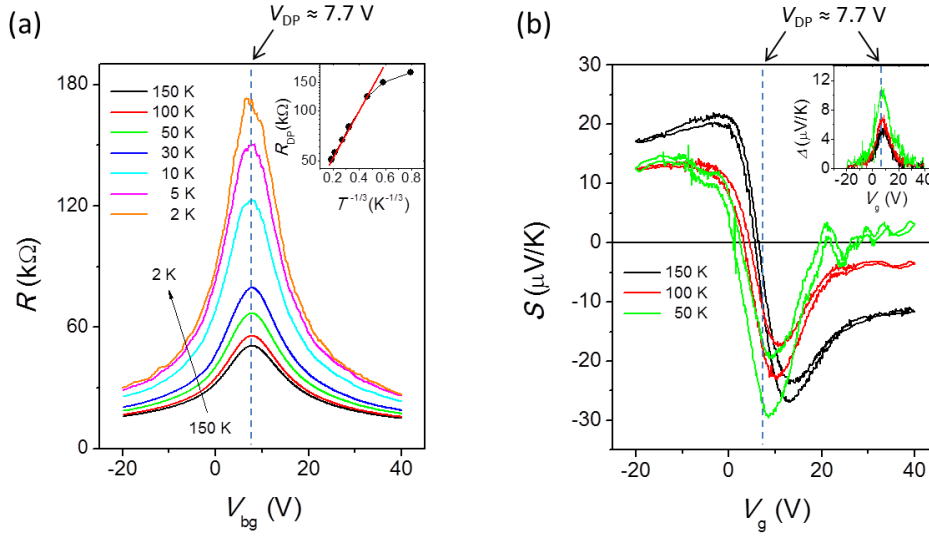 (a)
V_DP ≈ 7.7 V
180
150 K
100 K
50 K
30 K
10 K
5 K
2 K
150
100
50
R_DP(kΩ)
0.2 0.4 0.6 0.8
T^-1/3(K^-1/3)
120
60
0
R (kΩ)
2 K
150 K
-20 0 20 40
V_bg (V)
(b)
V_DP ≈ 7.7 V
30
20
10
0
-10
-20
-30
S (μV/K)
12
8
4
0
Δ (μV/K)
-20 0 20 40
V_g (V)
150 K
100 K
50 K
-20 0 20 40
V_g (V)